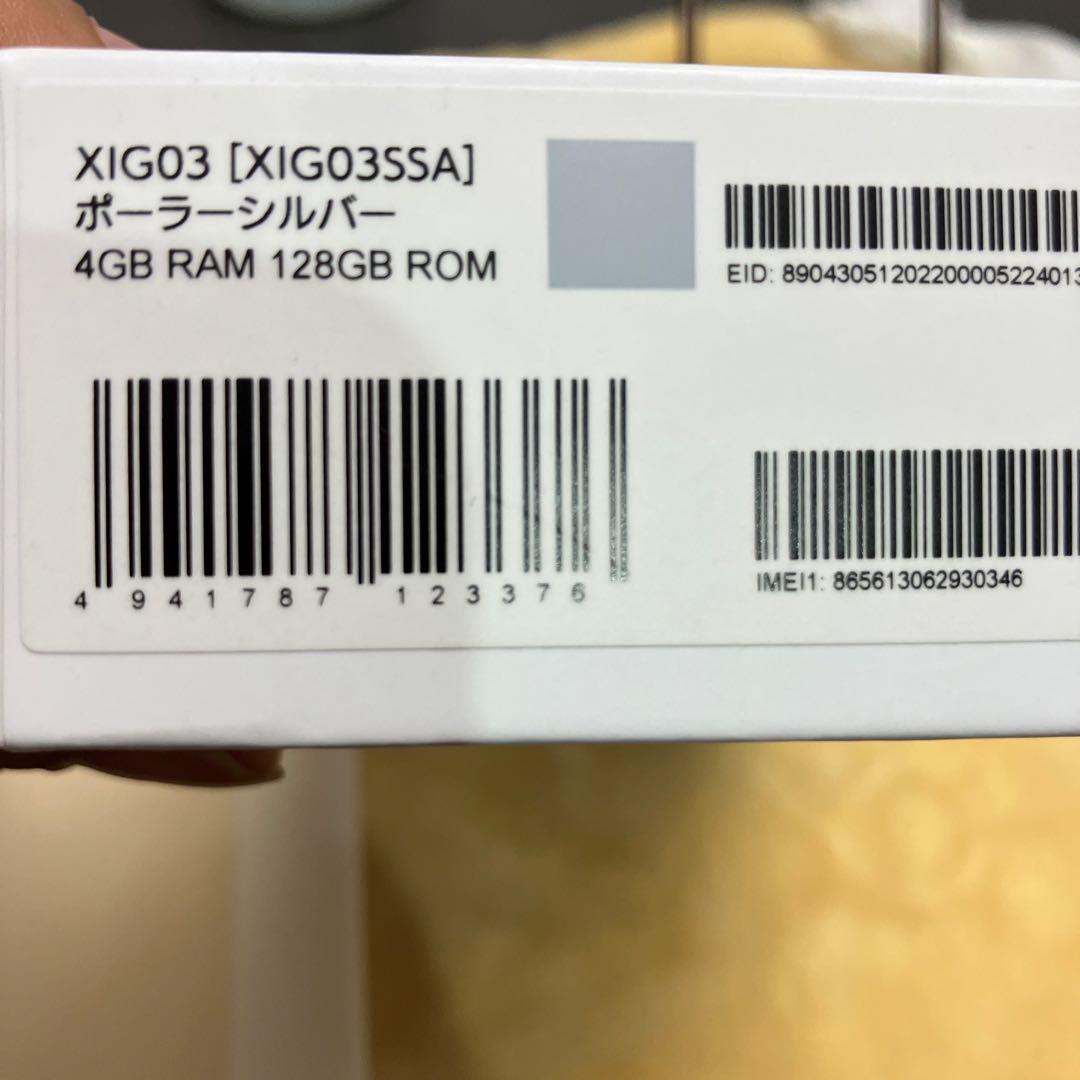 XIG03 [XIG03SSA]
ポーラーシルバー
4GB RAM 128GB ROM
EID: 8904305120220000522401
4 941787 123376
IMEI1: 865613062930346